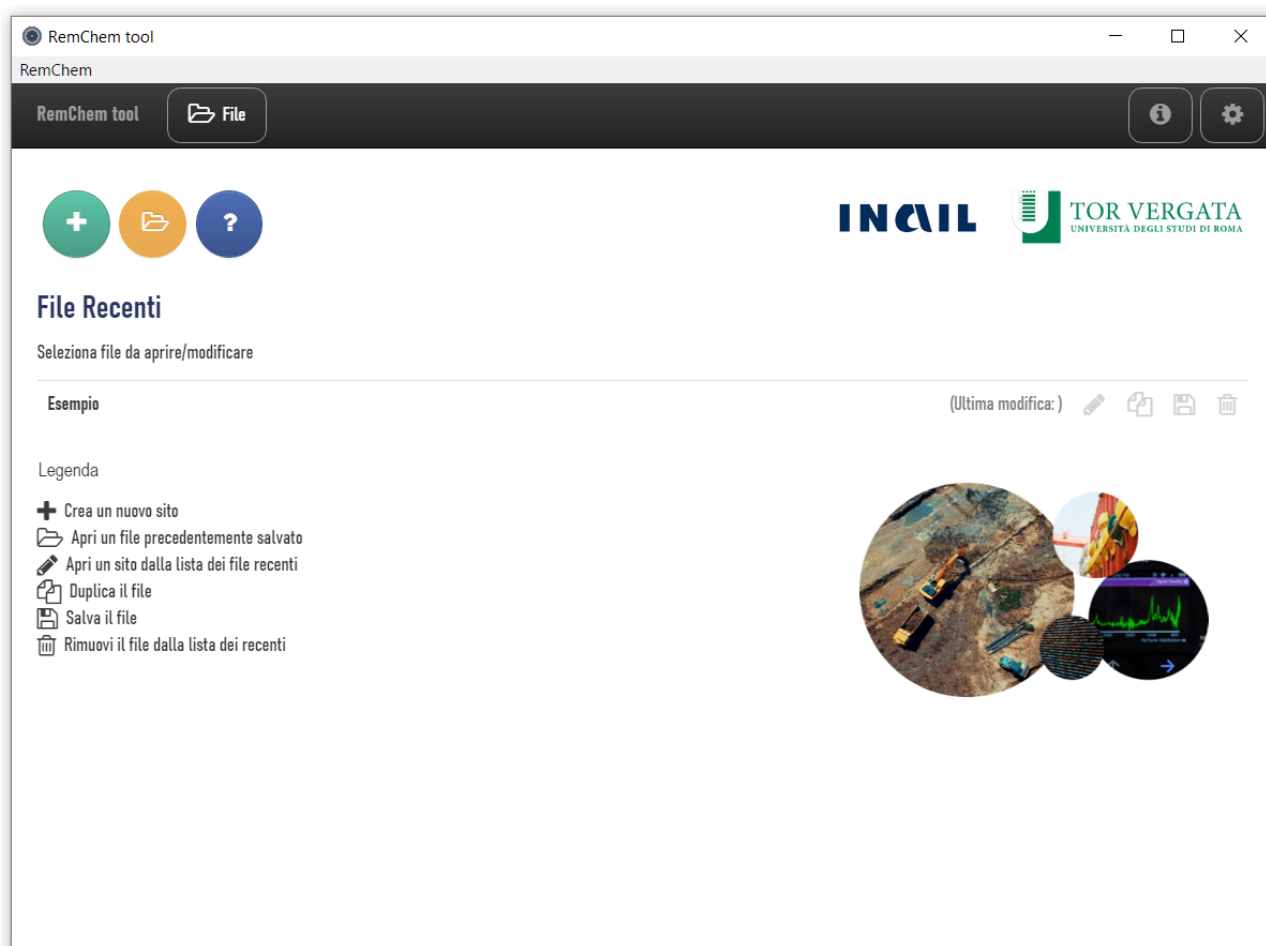 RemChem tool
RemChem
RemChem tool
File
?
INAIL
TOR VERGATA
UNIVERSITÀ DEGLI STUDI DI ROMA
File Recenti
Seleziona file da aprire/modificare
Esempio
(Ultima modifica: )
Legenda
Crea un nuovo sito
Apri un file precedentemente salvato
Apri un sito dalla lista dei file recenti
Duplica il file
Salva il file
Rimuovi il file dalla lista dei recenti